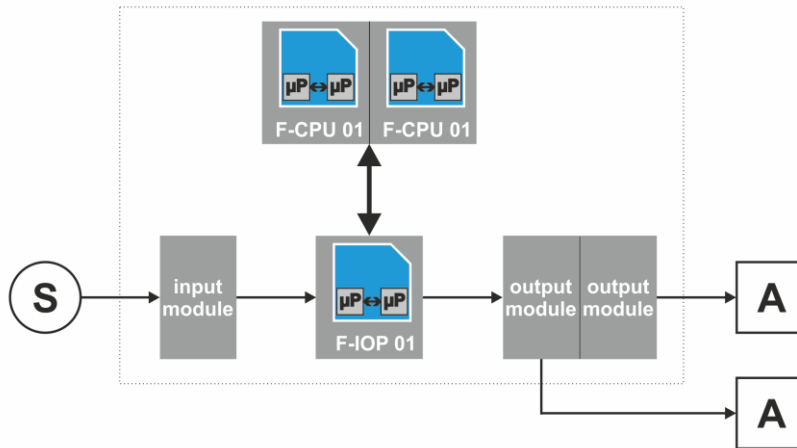 µP µP µP µP
F-CPU 01 F-CPU 01
S
input
module
µP µP
F-IOP 01
output output
module module
A
A